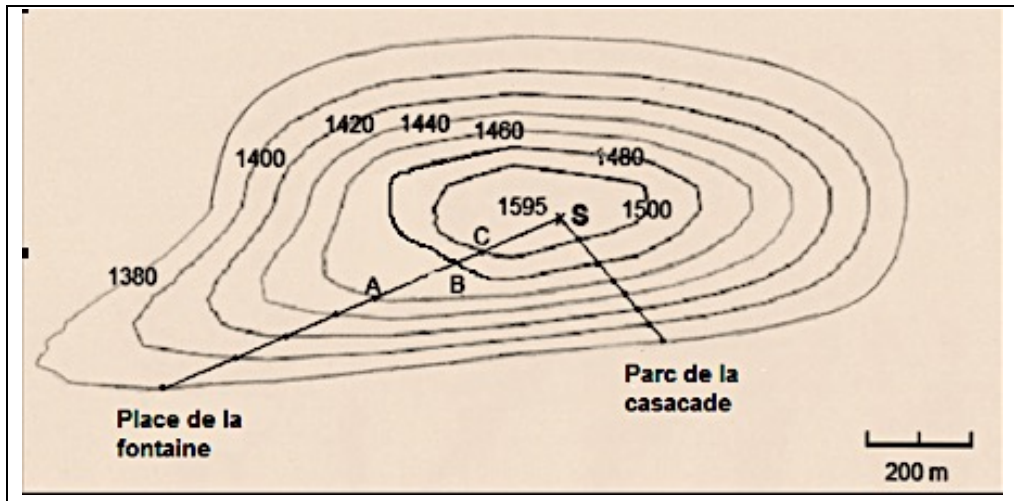 1420
1440
1460
1480
1400
1595
S
1500
C
1380
A
B
Place de la
fontaine
Parc de la
casacade
200 m